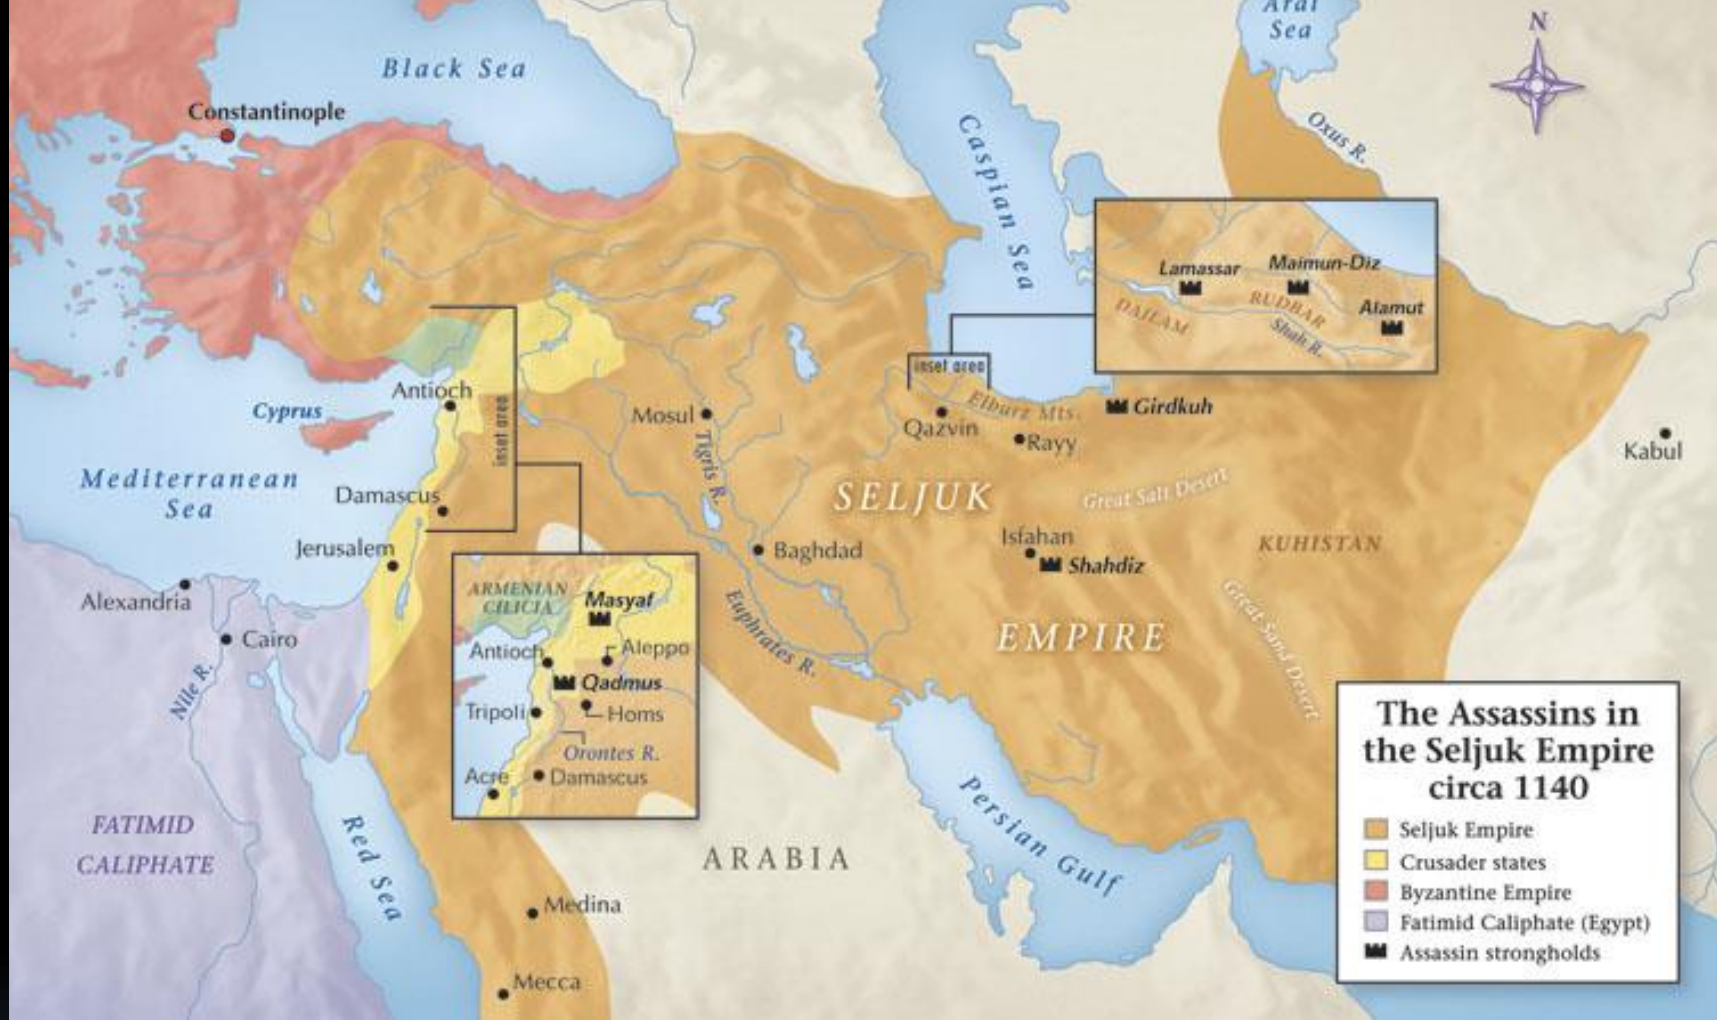 Aral
Sea
N
Black Sea
Constantinople
Caspian Sea
Oxus R.
Lamassar
Maimun-Diz
Alamut
DAILAM
RUDBAR
Shah R.
inset area
Antioch
Cyprus
inset area
Mosul
Tigris R.
Elburz Mts.
Qazvin
Rayy
Girdkuh
Kabul
Mediterranean
Sea
Damascus
SELJUK
Great Salt Desert
Jerusalem
Baghdad
Isfahan
Shahdiz
KUHISTAN
Alexandria
Cairo
Nile R.
ARMENIAN
CILICIA
Masyaf
Antioch
Aleppo
Qadmus
Tripoli
Homs
Orontes R.
Acre
Damascus
Euphrates R.
EMPIRE
Great Sand Desert
FATIMID
CALIPHATE
Red Sea
ARABIA
Persian Gulf
Medina
Mecca
The Assassins in
the Seljuk Empire
circa 1140
Seljuk Empire
Crusader states
Byzantine Empire
Fatimid Caliphate (Egypt)
Assassin strongholds